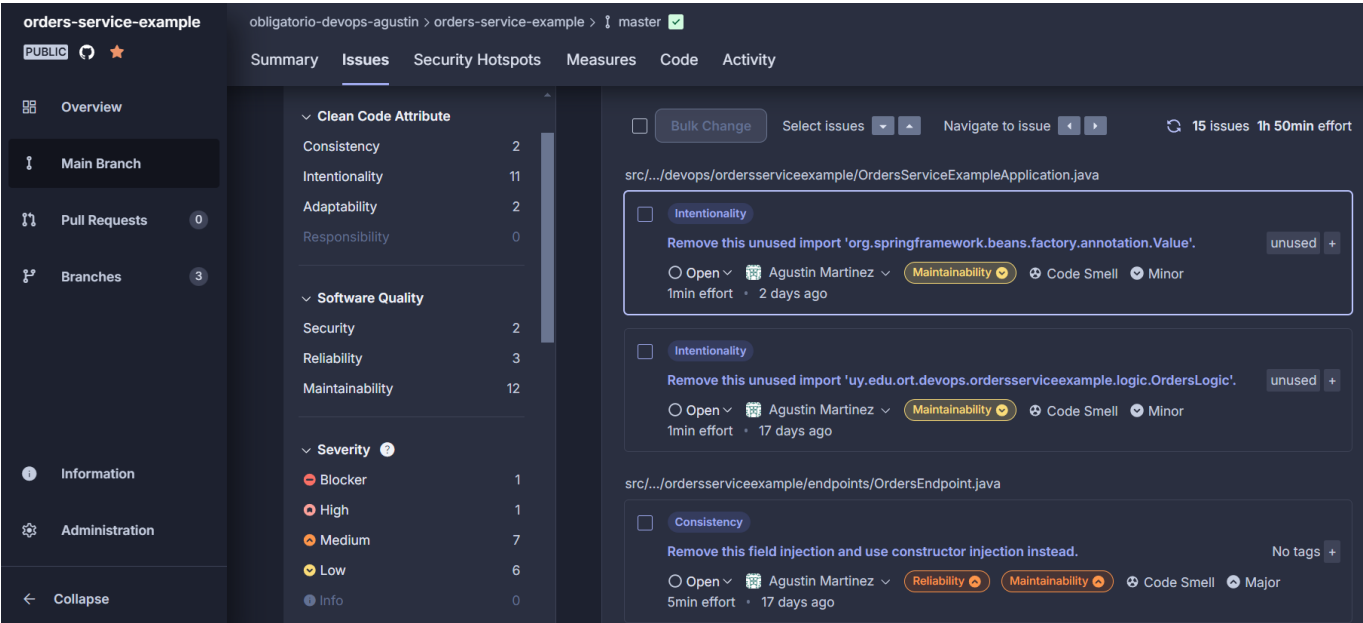 orders-service-example
PUBLIC
Overview
Main Branch
Pull Requests 0
Branches 3
Information
Administration
Collapse
obligatorio-devops-agustin > orders-service-example > master
Summary Issues Security Hotspots Measures Code Activity
Clean Code Attribute
Consistency 2
Intentionality 11
Adaptability 2
Responsibility 0
Software Quality
Security 2
Reliability 3
Maintainability 12
Severity ?
Blocker 1
High 1
Medium 7
Low 6
Info 0
Bulk Change Select issues Navigate to issue 15 issues 1h 50min effort
src/.../devops/ordersserviceexample/OrdersServiceExampleApplication.java
Intentionality
Remove this unused import 'org.springframework.beans.factory.annotation.Value'. unused +
Open Agustin Martinez Maintainability Code Smell Minor
1min effort • 2 days ago
Intentionality
Remove this unused import 'uy.edu.ort.devops.ordersserviceexample.logic.OrdersLogic'. unused +
Open Agustin Martinez Maintainability Code Smell Minor
1min effort • 17 days ago
src/.../ordersserviceexample/endpoints/OrdersEndpoint.java
Consistency
Remove this field injection and use constructor injection instead. No tags +
Open Agustin Martinez Reliability Maintainability Code Smell Major
5min effort • 17 days ago